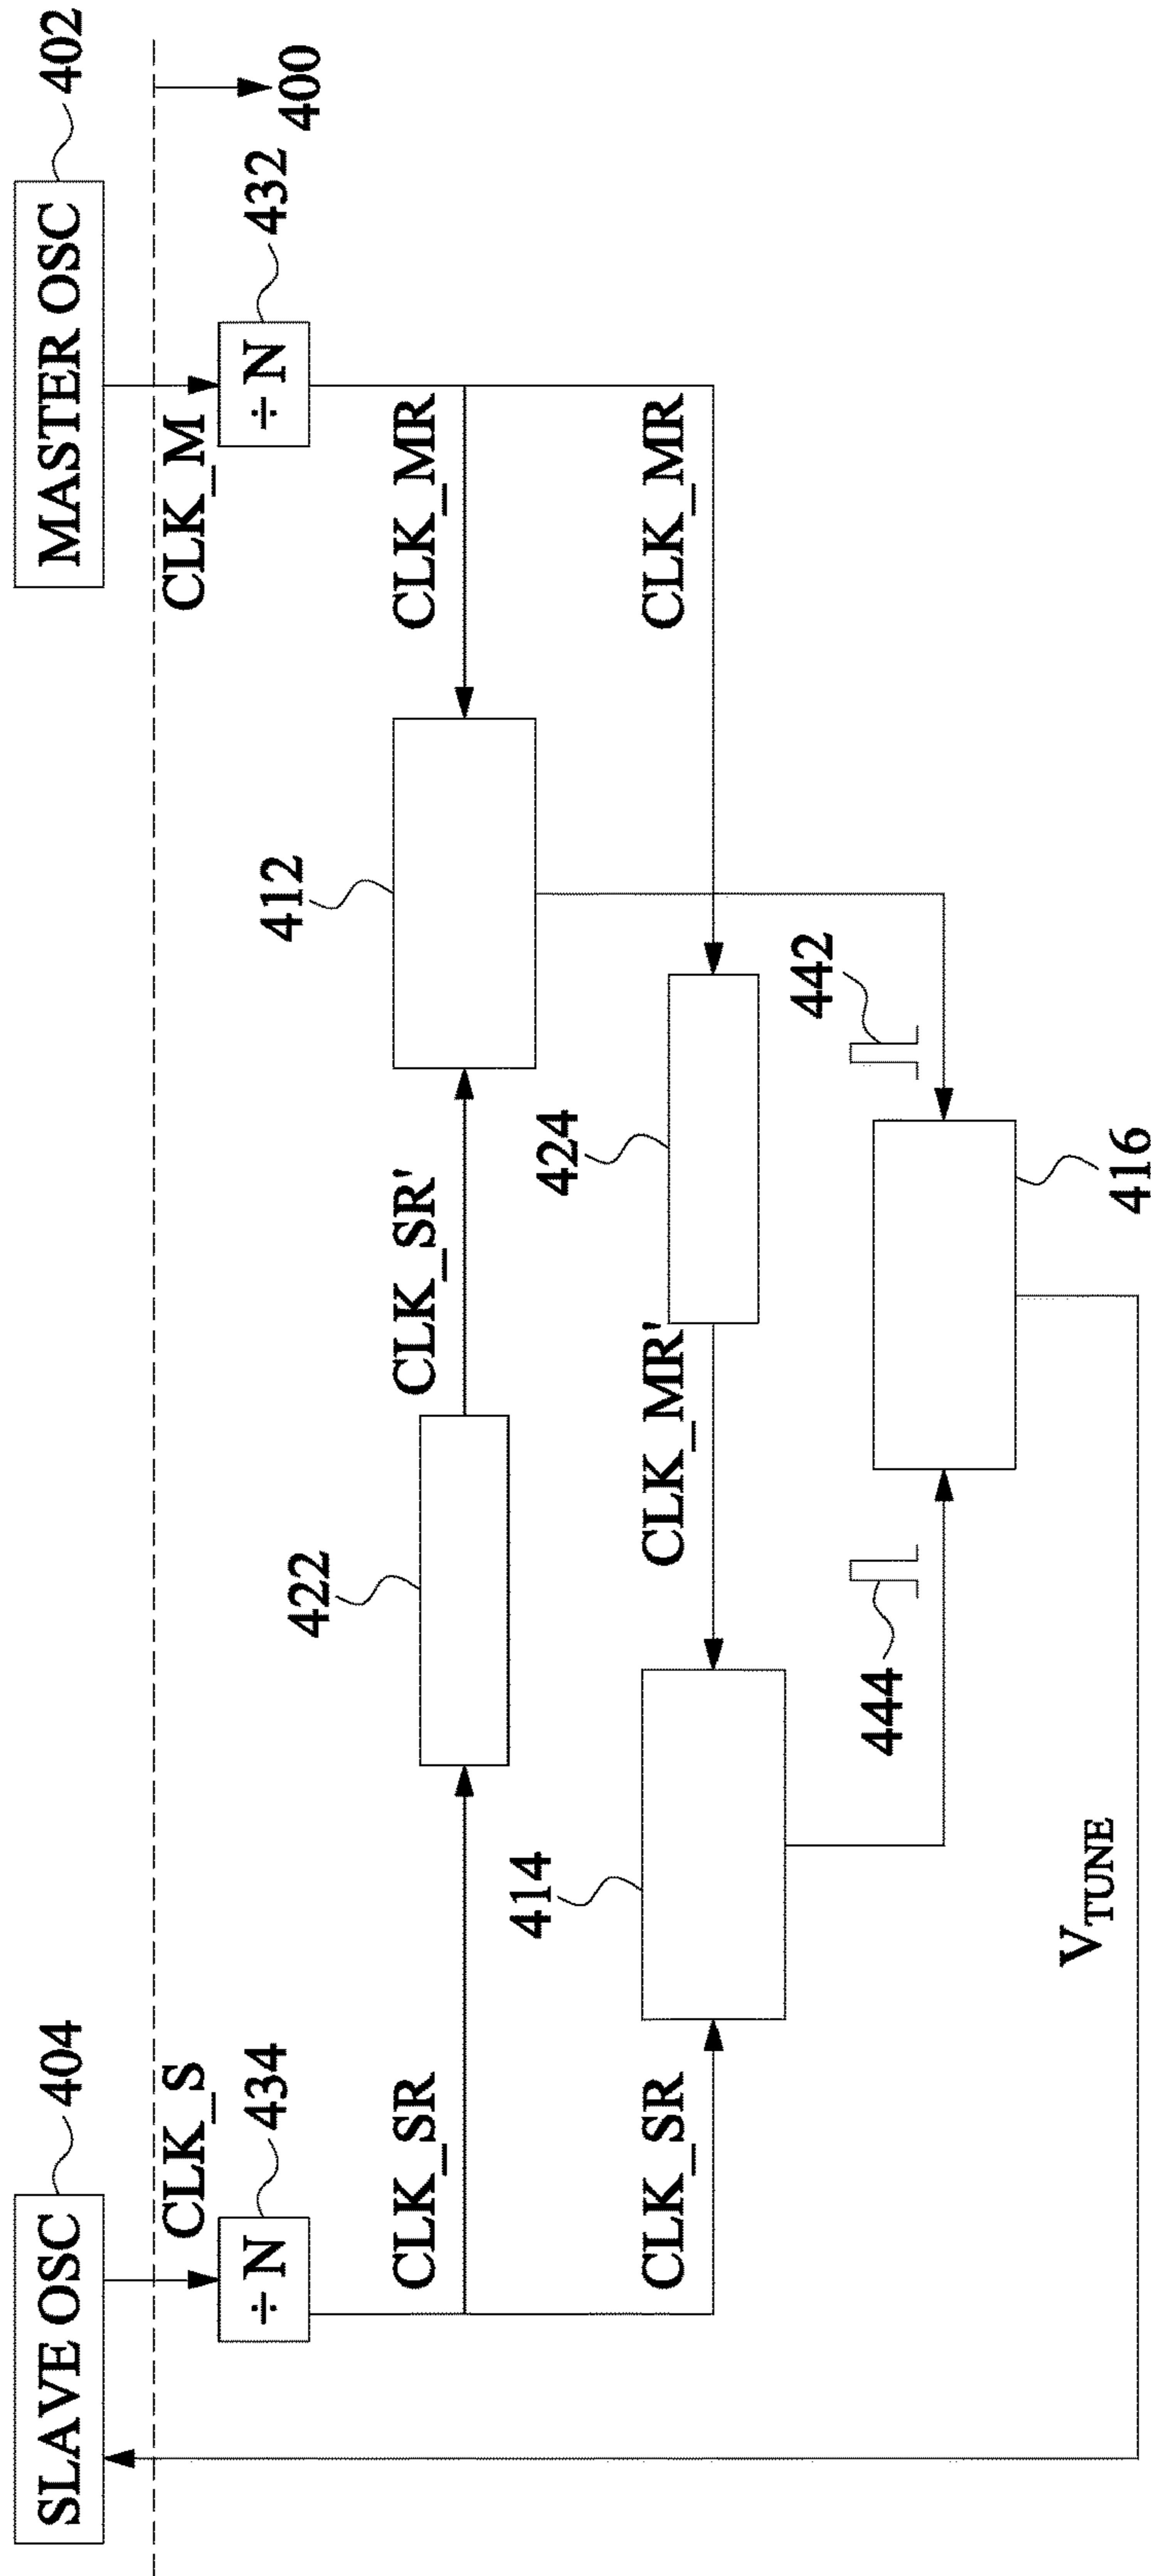 SLAVE OSC
404
MASTER OSC
402
CLK_S
CLK_M
400
÷ N
434
÷ N
432
422
412
CLK_SR
CLK_SR'
CLK_MR
414
424
CLK_SR
CLK_MR'
CLK_MR
444
442
416
VTUNE